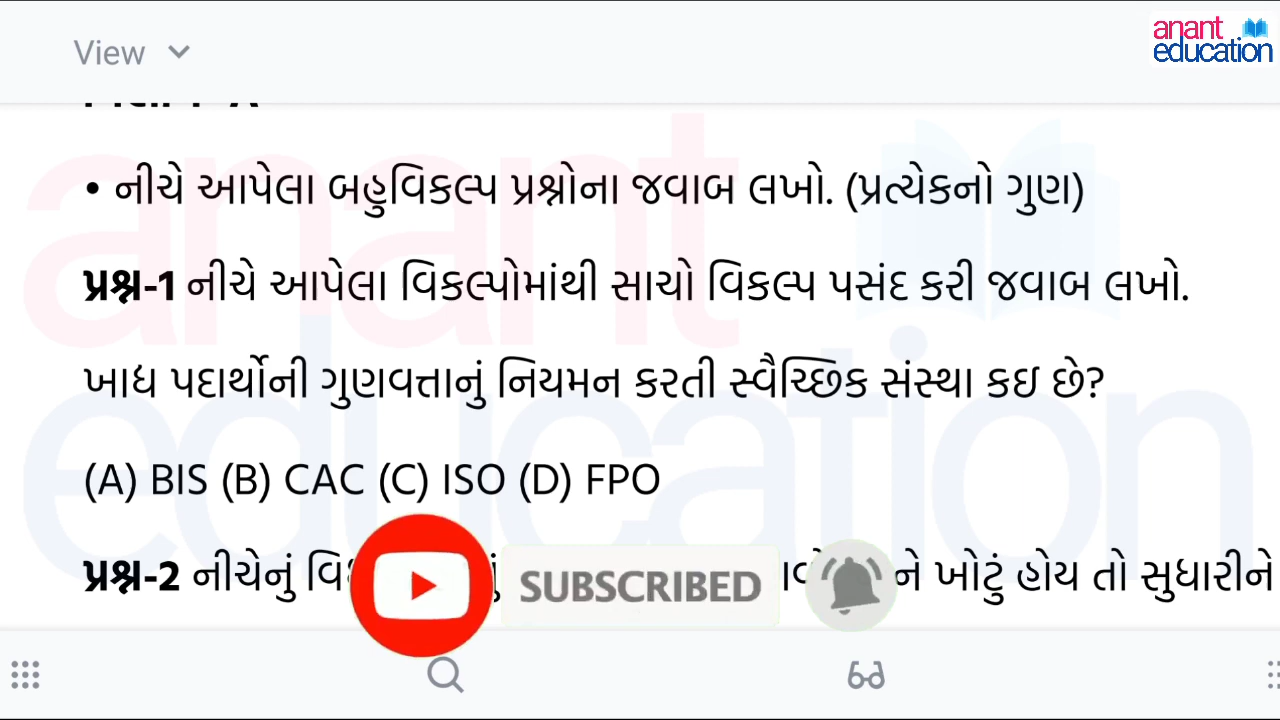 View
anant
education
• નીચે આપેલા બહુવિકલ્પ પ્રશ્નોના જવાબ લખો. (પ્રત્યેકનો ગુણ)
પ્રશ્ન-1 નીચે આપેલા વિકલ્પોમાંથી સાચો વિકલ્પ પસંદ કરી જવાબ લખો.
ખાદ્ય પદાર્થોની ગુણવત્તાનું નિયમન કરતી સ્વૈચ્છિક સંસ્થા કઇ છે?
(A) BIS (B) CAC (C) ISO (D) FPO
પ્રશ્ન-2 નીચેનું ખોટું હોય તો સુધારીને
SUBSCRIBED